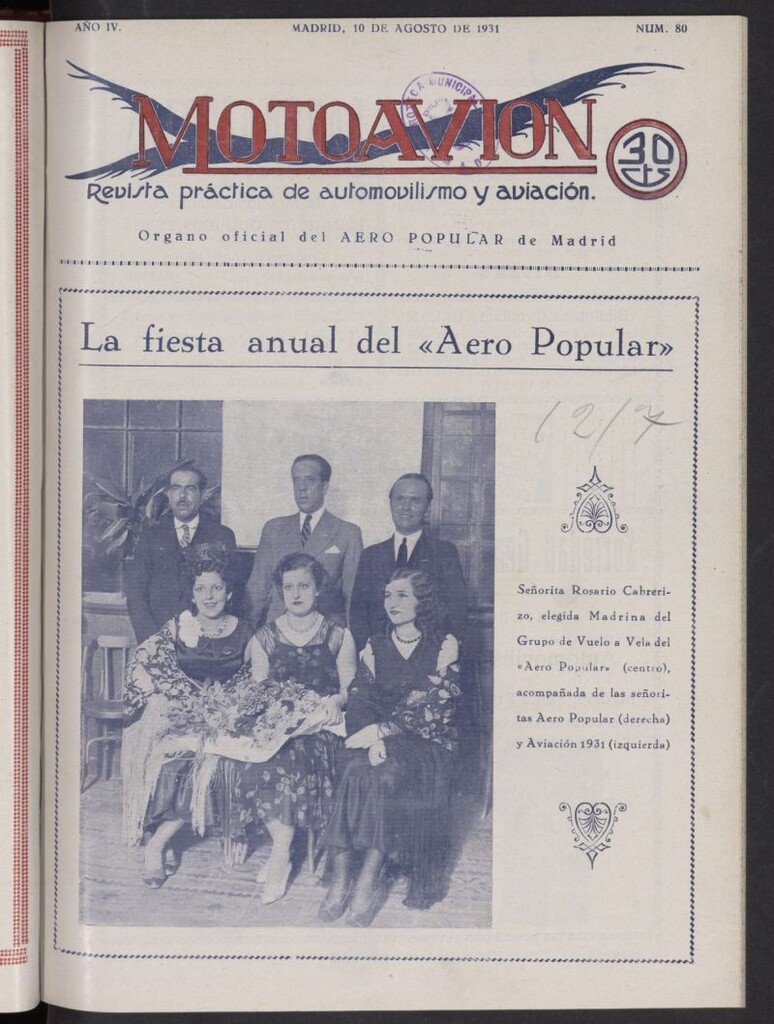 AÑO IV.
MADRID, 10 DE AGOSTO DE 1931
NUM. 80
MOTOAVION
30 cts
Revista práctica de automovilismo y aviación.
Organo oficial del AERO POPULAR de Madrid
La fiesta anual del «Aero Popular»
12/7
Señorita Rosario Cabreri-
zo, elegida Madrina del
Grupo de Vuelo a Vela del
«Aero Popular» (centro),
acompañada de las señori-
tas Aero Popular (derecha)
y Aviación 1931 (izquierda)